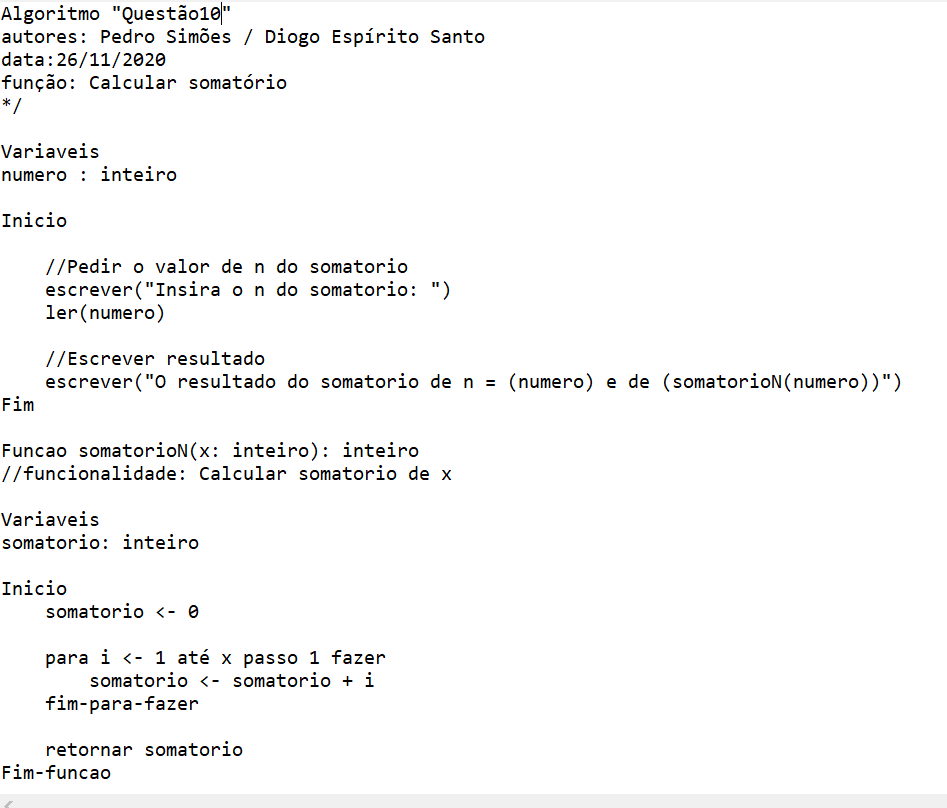 Algoritmo "Questão10"
autores: Pedro Simões / Diogo Espírito Santo
data:26/11/2020
função: Calcular somatório
*/
Variaveis
numero : inteiro
Inicio
//Pedir o valor de n do somatorio
escrever("Insira o n do somatorio: ")
ler(numero)
//Escrever resultado
escrever("O resultado do somatorio de n = (numero) e de (somatorioN(numero))")
Fim
Funcao somatorioN(x: inteiro): inteiro
//funcionalidade: Calcular somatorio de x
Variaveis
somatorio: inteiro
Inicio
somatorio <- 0
para i <- 1 até x passo 1 fazer
somatorio <- somatorio + i
fim-para-fazer
retornar somatorio
Fim-funcao